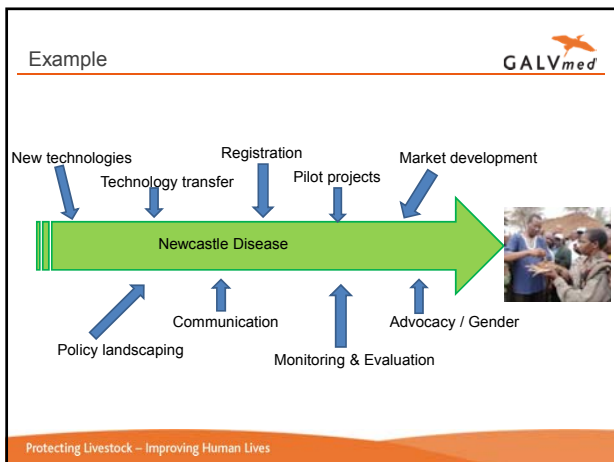 Example
GALVmed
New technologies
Technology transfer
Registration
Pilot projects
Market development
Newcastle Disease
Policy landscaping
Communication
Monitoring & Evaluation
Advocacy / Gender
Protecting Livestock – Improving Human Lives